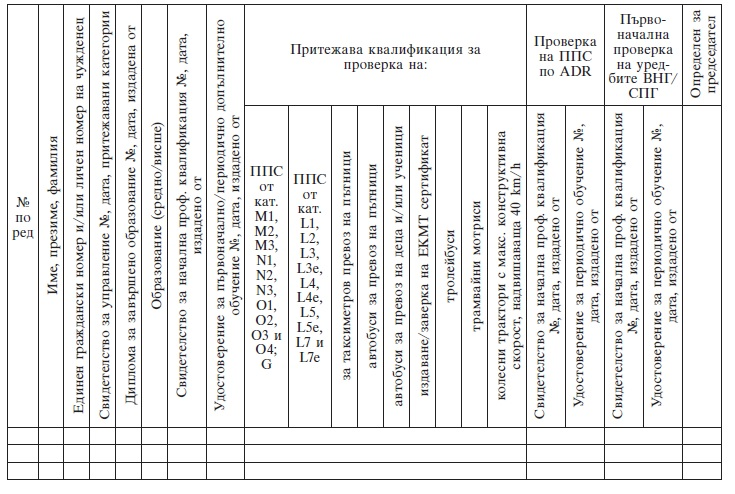 №
по
ред
Име, презиме, фамилия
Единен граждански номер и/или личен номер на чужденец
Свидетелство за управление №, дата, притежавани категории
Диплома за завършено образование №, дата, издадена от
Образование (средно/висше)
Свидетелство за начална проф. квалификация №, дата,
издадено от
Удостоверение за първоначално/периодично допълнително
обучение №, дата, издадено от
Притежава квалификация за
проверка на:
ППС
от
кат.
M1,
M2,
M3,
N1,
N2,
N3,
O1,
O2,
O3 и
O4;
G
ППС
от
кат.
L1,
L2,
L3,
L3e,
L4,
L4e,
L5,
L5e,
L7 и
L7e
за таксиметров превоз на пътници
автобуси за превоз на пътници
автобуси за превоз на деца и/или ученици
издаване/заверка на ЕКМТ сертификат
тролейбуси
трамвайни мотриси
колесни трактори с макс. конструктивна
скорост, надвишаваща 40 km/h
Проверка
на ППС
по ADR
Свидетелство за начална проф. квалификация
№, дата, издадено от
Удостоверение за периодично обучение №,
дата, издадено от
Първо-
начална
проверка
на уред-
бите ВНГ/
СПГ
Свидетелство за начална проф. квалификация
№, дата, издадено от
Удостоверение за периодично обучение №,
дата, издадено от
Определен за
председател